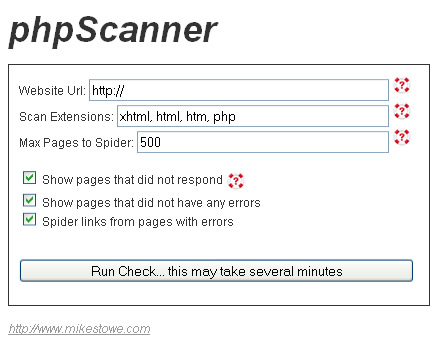 phpScanner
Website Url: http://
Scan Extensions: xhtml, html, htm, php
Max Pages to Spider: 500
Show pages that did not respond
Show pages that did not have any errors
Spider links from pages with errors
Run Check... this may take several minutes
http://www.mikestowe.com